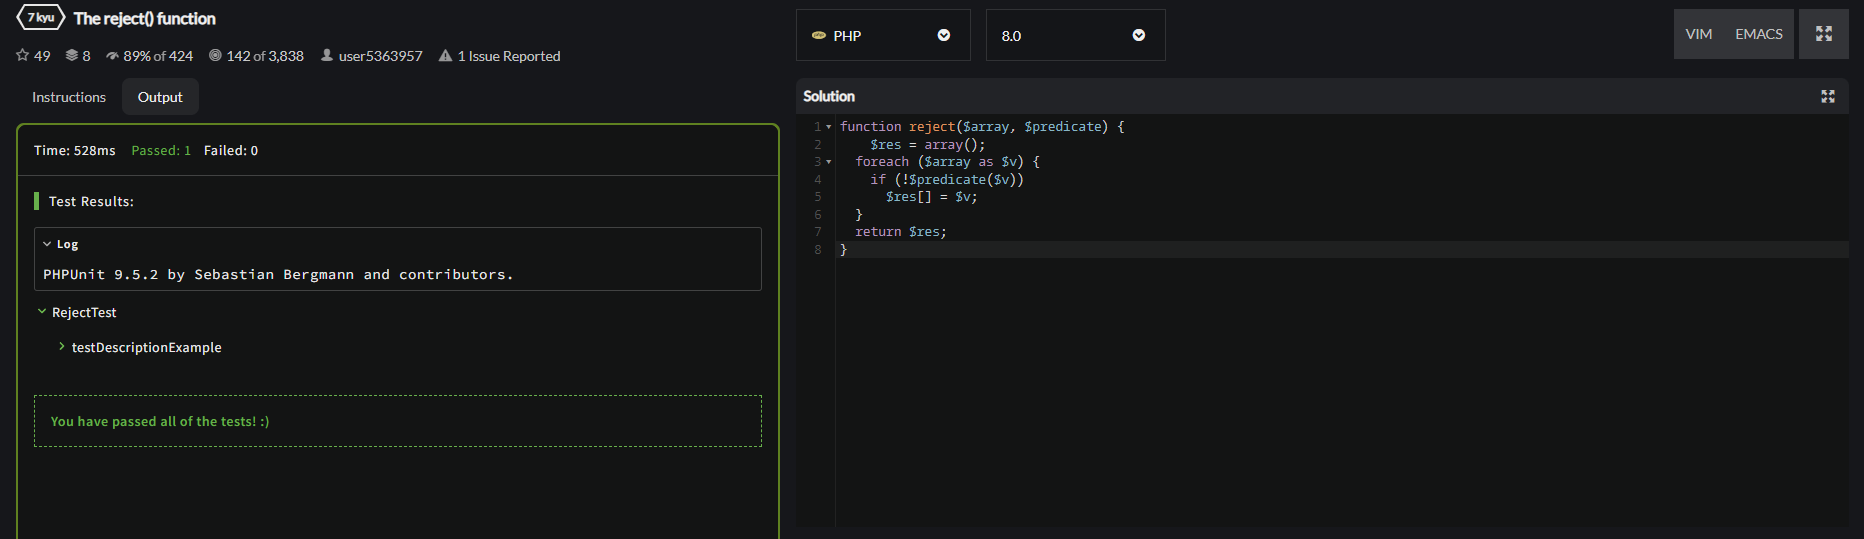 7 kyu The reject() function
49 8 89% of 424 142 of 3,838 user5363957 1 Issue Reported
Instructions Output
Time: 528ms Passed: 1 Failed: 0
Test Results:
Log
PHPUnit 9.5.2 by Sebastian Bergmann and contributors.
RejectTest
testDescriptionExample
You have passed all of the tests! :)
PHP 8.0 VIM EMACS
Solution
1 function reject($array, $predicate) {
2 $res = array();
3 foreach ($array as $v) {
4 if (!$predicate($v))
5 $res[] = $v;
6 }
7 return $res;
8 }